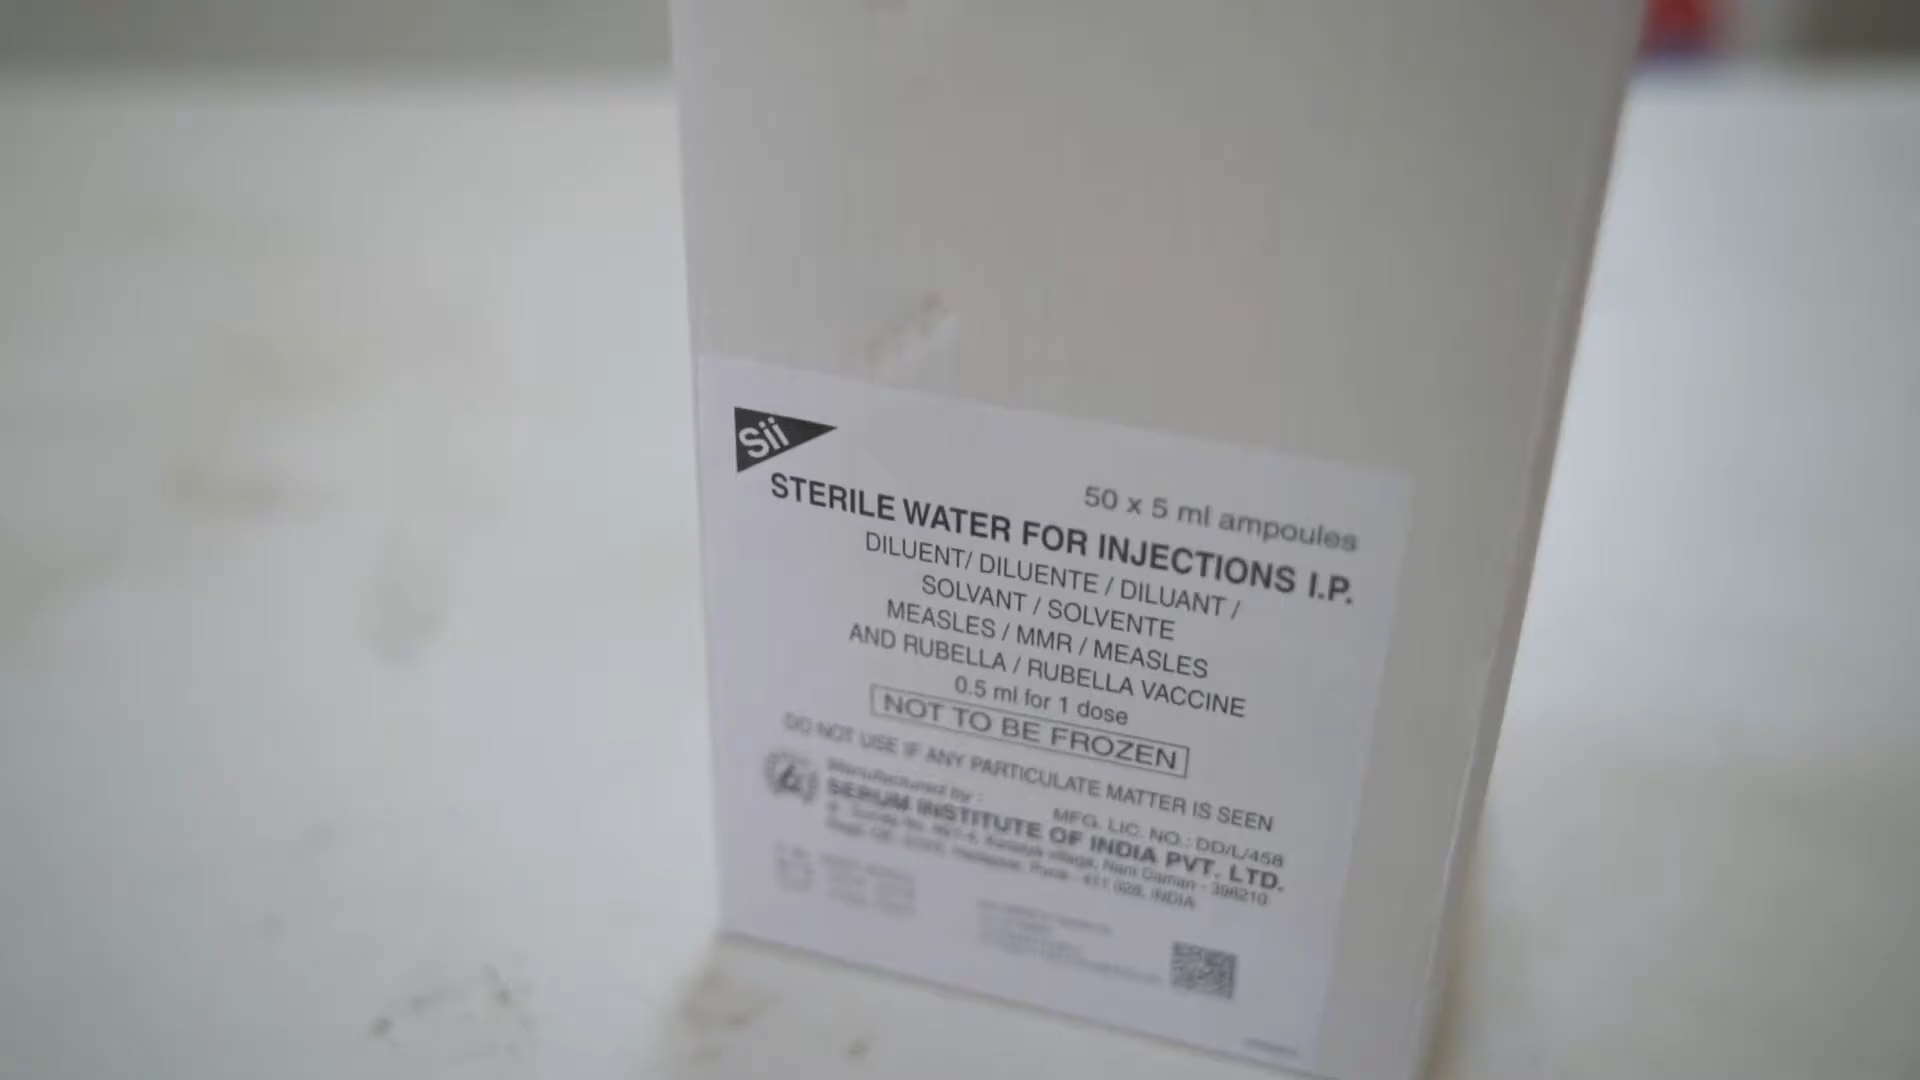 Sii
50 x 5 ml ampoules
STERILE WATER FOR INJECTIONS I.P.
DILUENT/ DILUENTE / DILUANT /
SOLVANT / SOLVENTE
MEASLES / MMR / MEASLES
AND RUBELLA / RUBELLA VACCINE
0.5 ml for 1 dose
NOT TO BE FROZEN
DO NOT USE IF ANY PARTICULATE MATTER IS SEEN
Manufactured by :
MFG. LIC. NO.: DD/L/458
SERUM INSTITUTE OF INDIA PVT. LTD.
Nani Daman - 396210
Pune - 411 028, INDIA